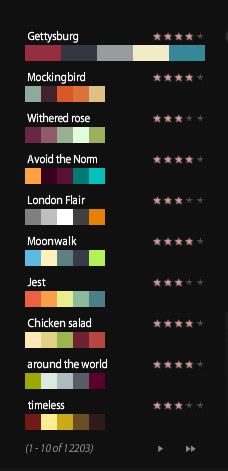 Gettysburg
Mockingbird
Withered rose
Avoid the Norm
London Flair
Moonwalk
Jest
Chicken salad
around the world
timeless
(1 - 10 of 12203)